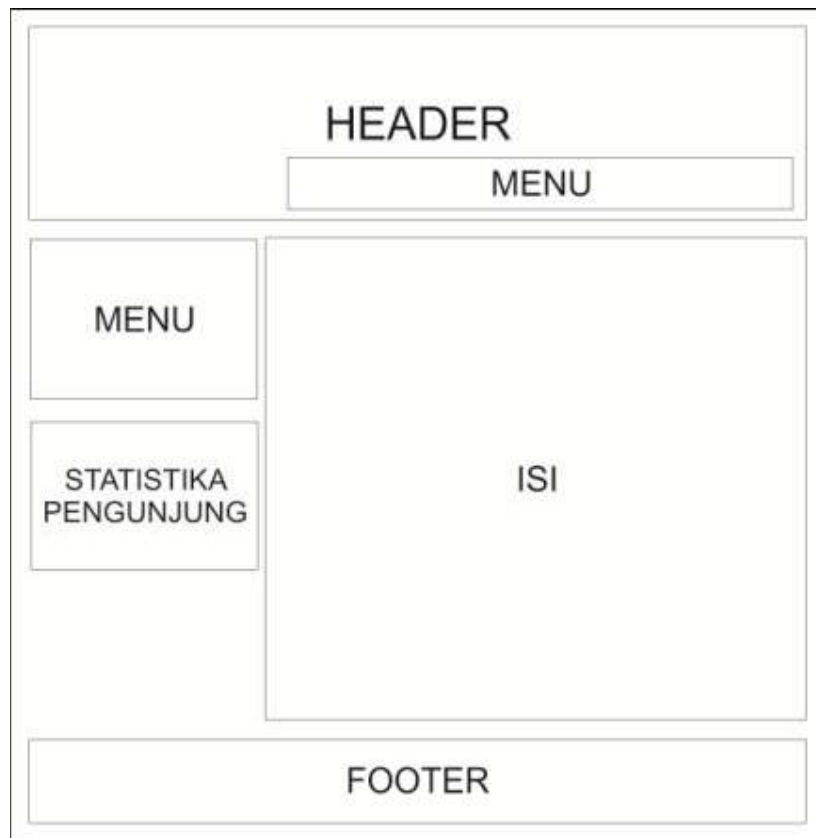 HEADER
MENU
MENU
STATISTIKA
PENGUNJUNG
ISI
FOOTER